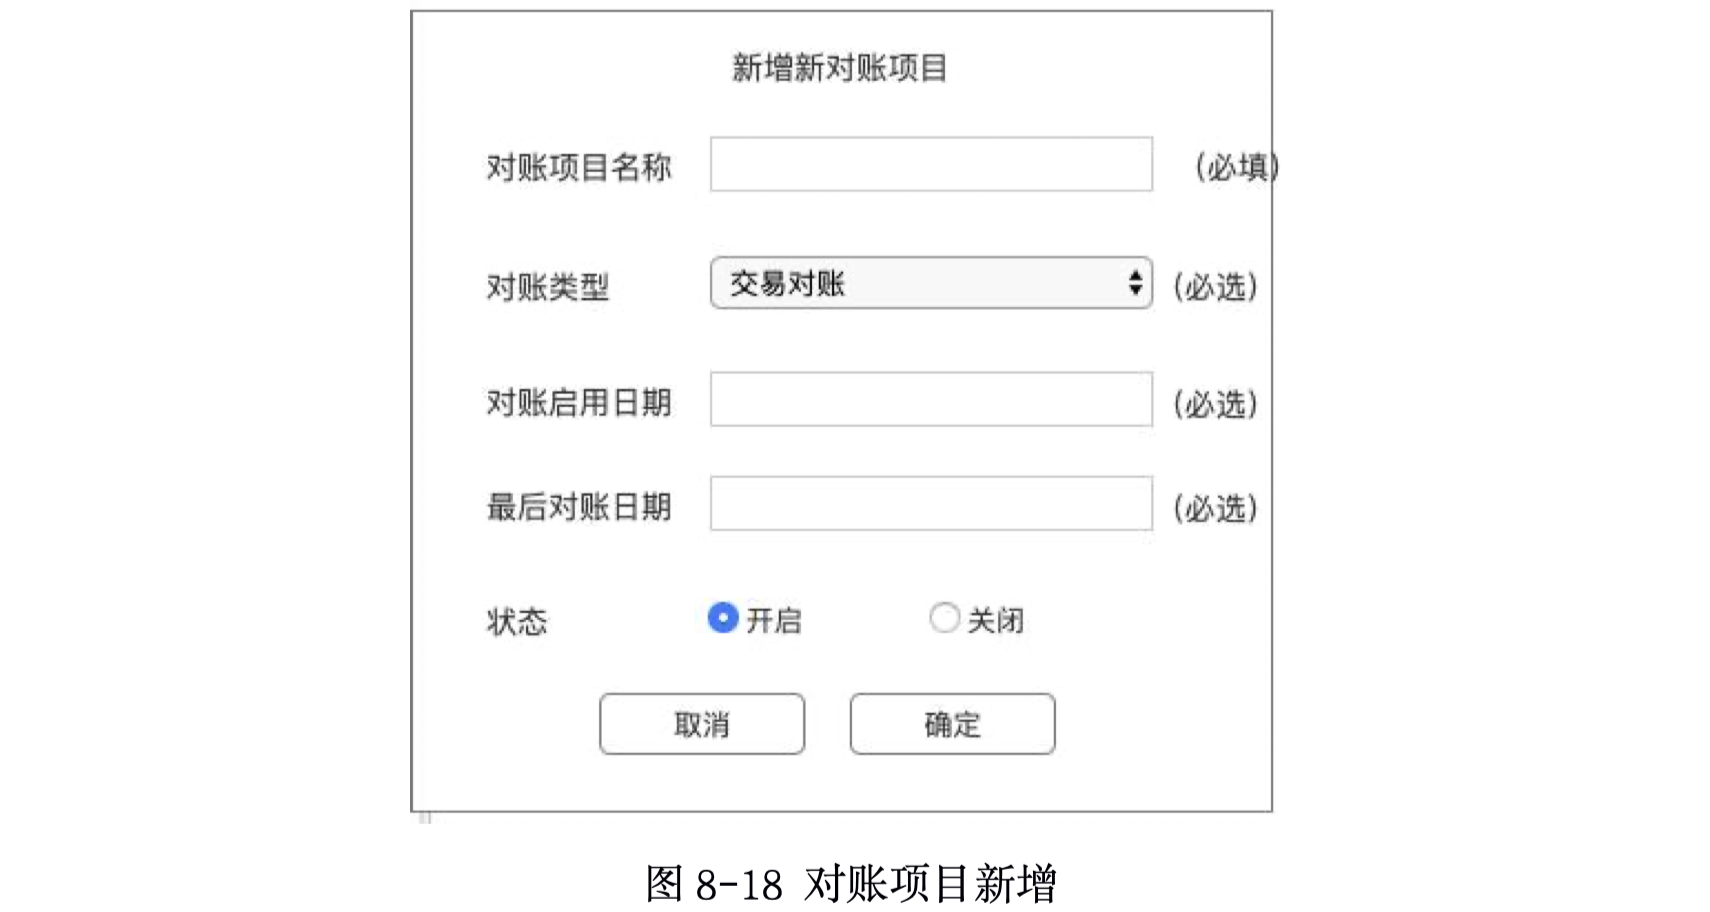 新增新对账项目
对账项目名称 (必填)
对账类型 交易对账 (必选)
对账启用日期 (必选)
最后对账日期 (必选)
状态 开启 关闭
取消 确定
图 8-18 对账项目新增